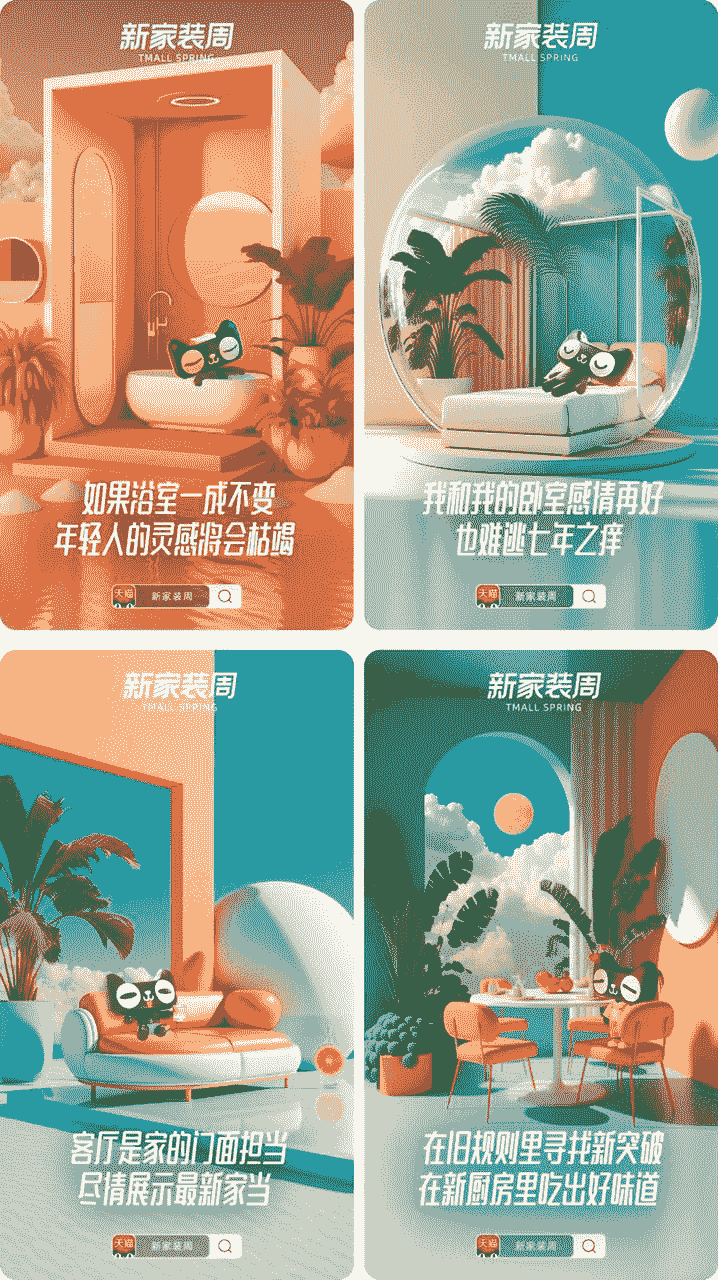 新家装周
TMALL SPRING
如果浴室一成不变
年轻人的灵感将会枯竭
天猫 新家装周
新家装周
TMALL SPRING
我和我的卧室感情再好
也难逃七年之痒
天猫 新家装周
新家装周
TMALL SPRING
客厅是家的门面担当
尽情展示最新家当
天猫 新家装周
新家装周
TMALL SPRING
在旧规则里寻找新突破
在新厨房里吃出好味道
天猫 新家装周